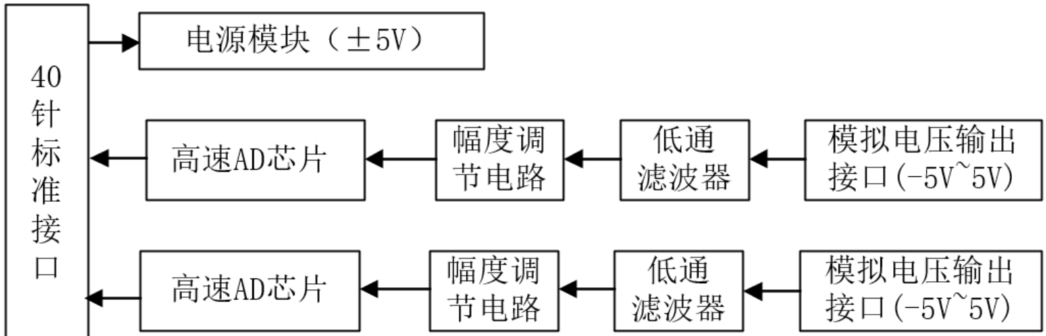 40
针
标
准
接
口
电源模块（±5V）
高速AD芯片
幅度调
节电路
低通
滤波器
模拟电压输出
接口(-5V~5V)
高速AD芯片
幅度调
节电路
低通
滤波器
模拟电压输出
接口(-5V~5V)